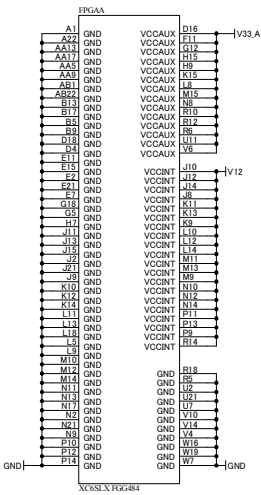 FPGAA
A1 GND VCCAUX D16 V33_A
A22 GND VCCAUX F11
AA13 GND VCCAUX G12
AA17 GND VCCAUX H15
AA5 GND VCCAUX H9
AA9 GND VCCAUX K15
AB1 GND VCCAUX L8
AB22 GND VCCAUX M15
B13 GND VCCAUX N8
B17 GND VCCAUX R10
B5 GND VCCAUX R12
B9 GND VCCAUX R6
D18 GND VCCAUX U11
D4 GND VCCAUX V6
E11 GND
E15 GND VCCINT J10 V12
E2 GND VCCINT J12
E21 GND VCCINT J14
E7 GND VCCINT J8
G18 GND VCCINT K11
G5 GND VCCINT K13
H7 GND VCCINT K9
J11 GND VCCINT L10
J13 GND VCCINT L12
J15 GND VCCINT L14
J2 GND VCCINT M11
J21 GND VCCINT M13
J9 GND VCCINT M9
K10 GND VCCINT N10
K12 GND VCCINT N12
K14 GND VCCINT N14
L11 GND VCCINT P11
L13 GND VCCINT P13
L18 GND VCCINT P9
L5 GND VCCINT R14
L9 GND
M10 GND
M12 GND GND R18
M14 GND GND R5
N11 GND GND U2
N13 GND GND U21
N17 GND GND U7
N2 GND GND V10
N21 GND GND V14
N9 GND GND V4
P10 GND GND W16
P12 GND GND W19
GND P14 GND GND W7 GND
XC6SLX FGG484